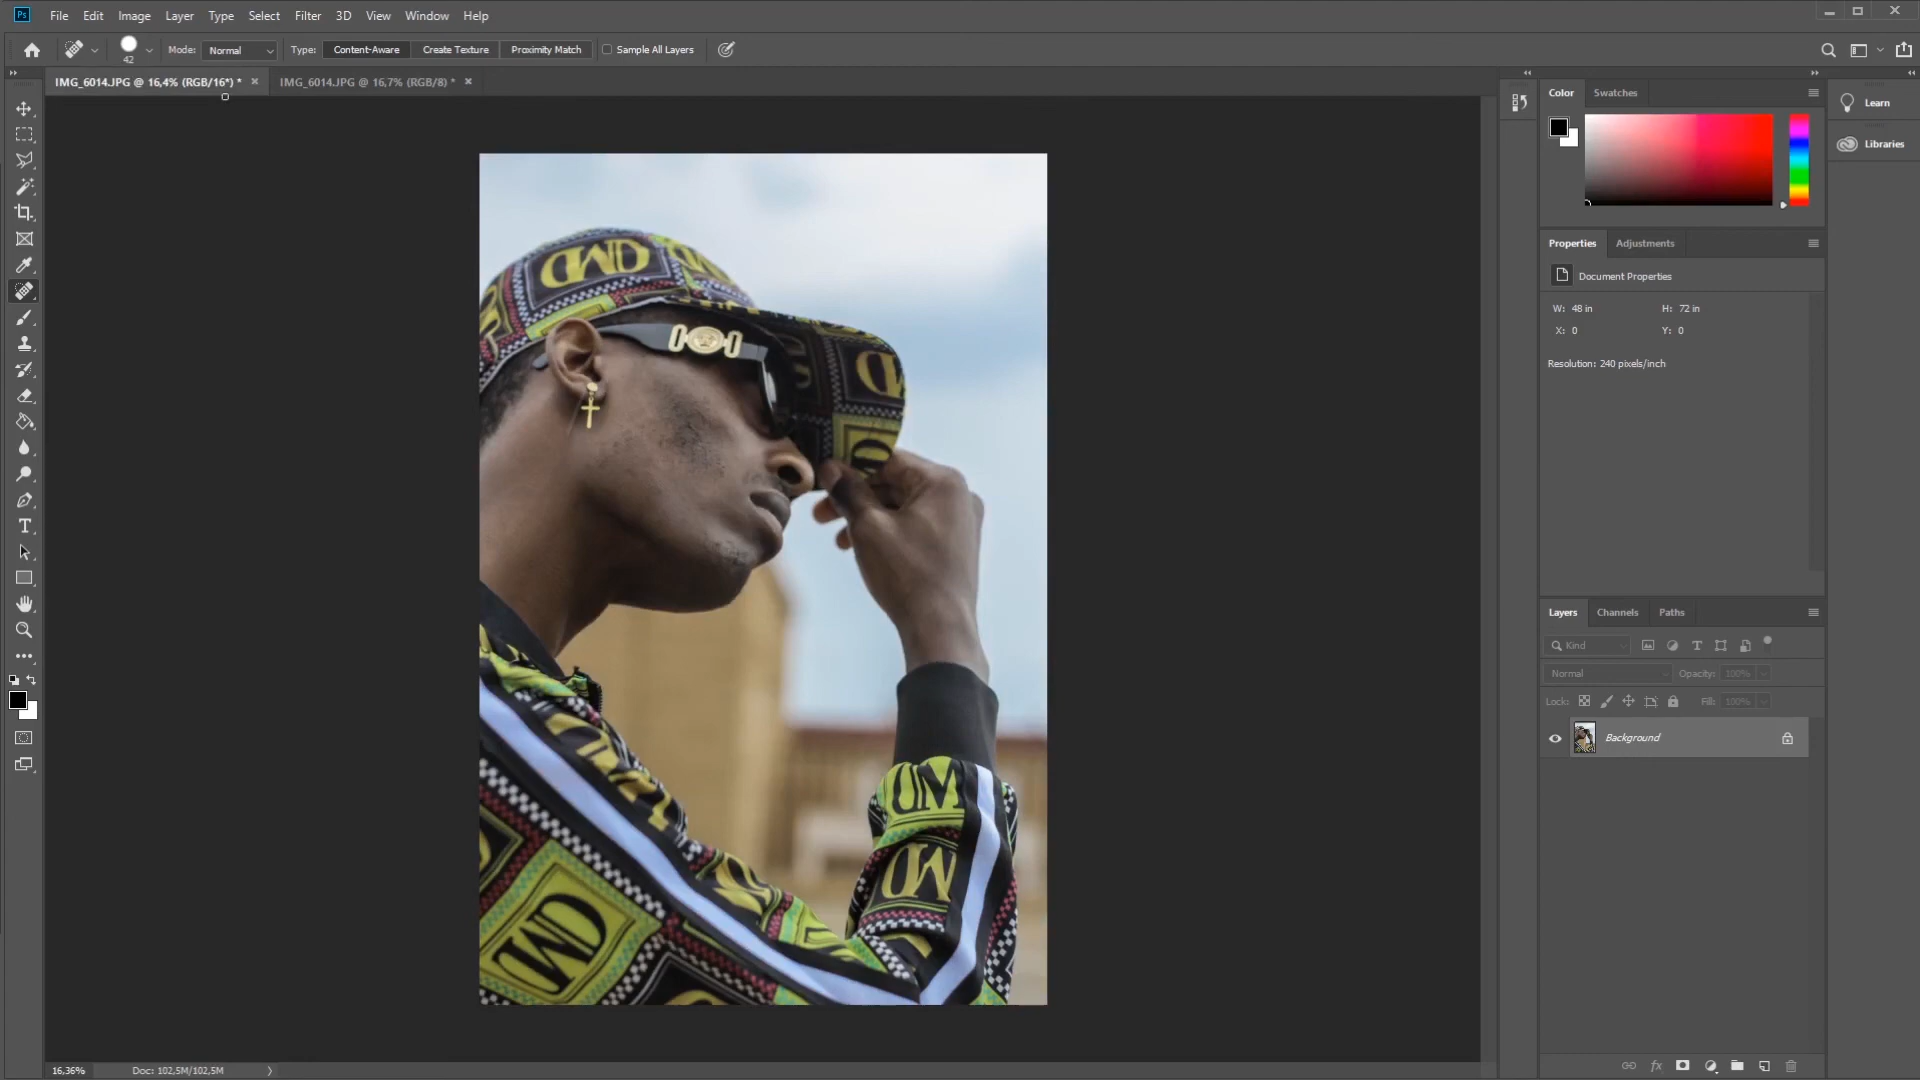 Ps File Edit Image Layer Type Select Filter 3D View Window Help
42 Mode: Normal Type: Content-Aware Create Texture Proximity Match Sample All Layers
IMG_6014.JPG @ 16,4% (RGB/16*) * IMG_6014.JPG @ 16,7% (RGB/8) *
Color Swatches
Learn
Libraries
Properties Adjustments
Document Properties
W: 48 in H: 72 in
X: 0 Y: 0
Resolution: 240 pixels/inch
Layers Channels Paths
Kind
Normal Opacity: 100%
Lock: Fill: 100%
Background
16,36% Doc: 102,5M/102,5M